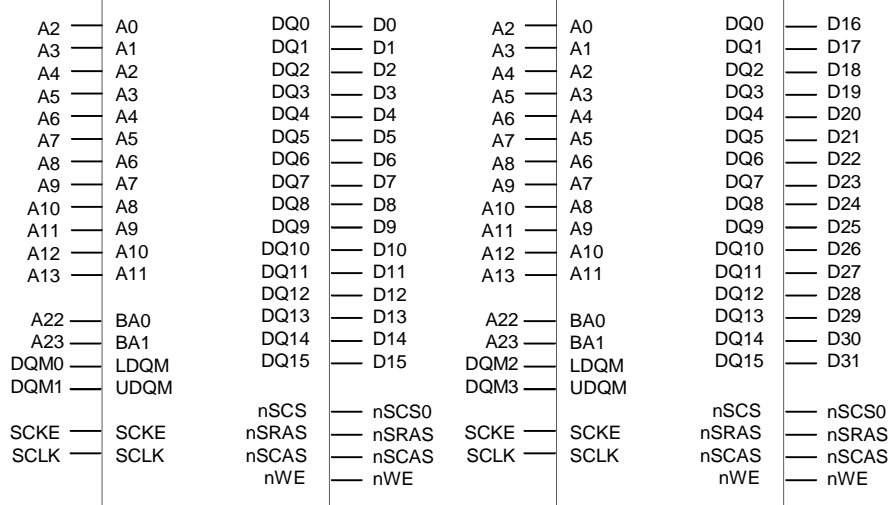 A2 A0 DQ0 D0 A2 A0 DQ0 D16
A3 A1 DQ1 D1 A3 A1 DQ1 D17
A4 A2 DQ2 D2 A4 A2 DQ2 D18
A5 A3 DQ3 D3 A5 A3 DQ3 D19
A6 A4 DQ4 D4 A6 A4 DQ4 D20
A7 A5 DQ5 D5 A7 A5 DQ5 D21
A8 A6 DQ6 D6 A8 A6 DQ6 D22
A9 A7 DQ7 D7 A9 A7 DQ7 D23
A10 A8 DQ8 D8 A10 A8 DQ8 D24
A11 A9 DQ9 D9 A11 A9 DQ9 D25
A12 A10 DQ10 D10 A12 A10 DQ10 D26
A13 A11 DQ11 D11 A13 A11 DQ11 D27
DQ12 D12 DQ12 D28
A22 BA0 DQ13 D13 A22 BA0 DQ13 D29
A23 BA1 DQ14 D14 A23 BA1 DQ14 D30
DQM0 LDQM DQ15 D15 DQM2 LDQM DQ15 D31
DQM1 UDQM DQM3 UDQM
nSCS nSCS0 nSCS nSCS0
SCKE SCKE nSRAS nSRAS SCKE SCKE nSRAS nSRAS
SCLK SCLK nSCAS nSCAS SCLK SCLK nSCAS nSCAS
nWE nWE nWE nWE